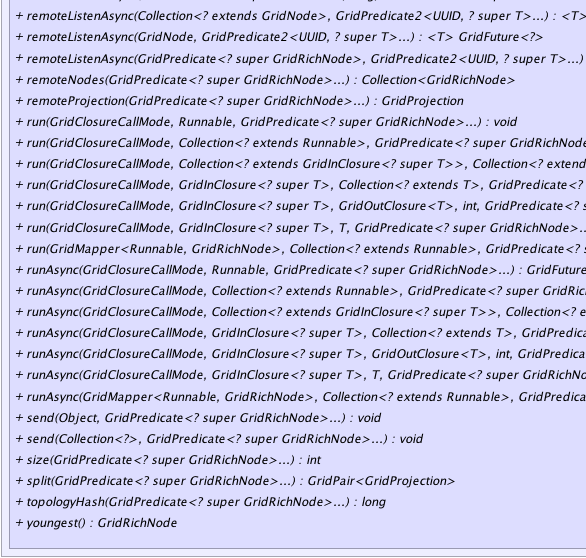 + remoteListenAsync(Collection<? extends GridNode>, GridPredicate2<UUID, ? super T>...) : <T>
+ remoteListenAsync(GridNode, GridPredicate2<UUID, ? super T>...) : <T> GridFuture<?>
+ remoteListenAsync(GridPredicate<? super GridRichNode>, GridPredicate2<UUID, ? super T>...)
+ remoteNodes(GridPredicate<? super GridRichNode>...) : Collection<GridRichNode>
+ remoteProjection(GridPredicate<? super GridRichNode>...) : GridProjection
+ run(GridClosureCallMode, Runnable, GridPredicate<? super GridRichNode>...) : void
+ run(GridClosureCallMode, Collection<? extends Runnable>, GridPredicate<? super GridRichNode
+ run(GridClosureCallMode, Collection<? extends GridInClosure<? super T>>, Collection<? extend
+ run(GridClosureCallMode, GridInClosure<? super T>, Collection<? extends T>, GridPredicate<?
+ run(GridClosureCallMode, GridInClosure<? super T>, GridOutClosure<T>, int, GridPredicate<? s
+ run(GridClosureCallMode, GridInClosure<? super T>, T, GridPredicate<? super GridRichNode>...
+ run(GridMapper<Runnable, GridRichNode>, Collection<? extends Runnable>, GridPredicate<? s
+ runAsync(GridClosureCallMode, Runnable, GridPredicate<? super GridRichNode>...) : GridFuture
+ runAsync(GridClosureCallMode, Collection<? extends Runnable>, GridPredicate<? super GridRic
+ runAsync(GridClosureCallMode, Collection<? extends GridInClosure<? super T>>, Collection<? e
+ runAsync(GridClosureCallMode, GridInClosure<? super T>, Collection<? extends T>, GridPredica
+ runAsync(GridClosureCallMode, GridInClosure<? super T>, GridOutClosure<T>, int, GridPredica
+ runAsync(GridClosureCallMode, GridInClosure<? super T>, T, GridPredicate<? super GridRichNo
+ runAsync(GridMapper<Runnable, GridRichNode>, Collection<? extends Runnable>, GridPredica
+ send(Object, GridPredicate<? super GridRichNode>...) : void
+ send(Collection<?>, GridPredicate<? super GridRichNode>...) : void
+ size(GridPredicate<? super GridRichNode>...) : int
+ split(GridPredicate<? super GridRichNode>...) : GridPair<GridProjection>
+ topologyHash(GridPredicate<? super GridRichNode>...) : long
+ youngest() : GridRichNode